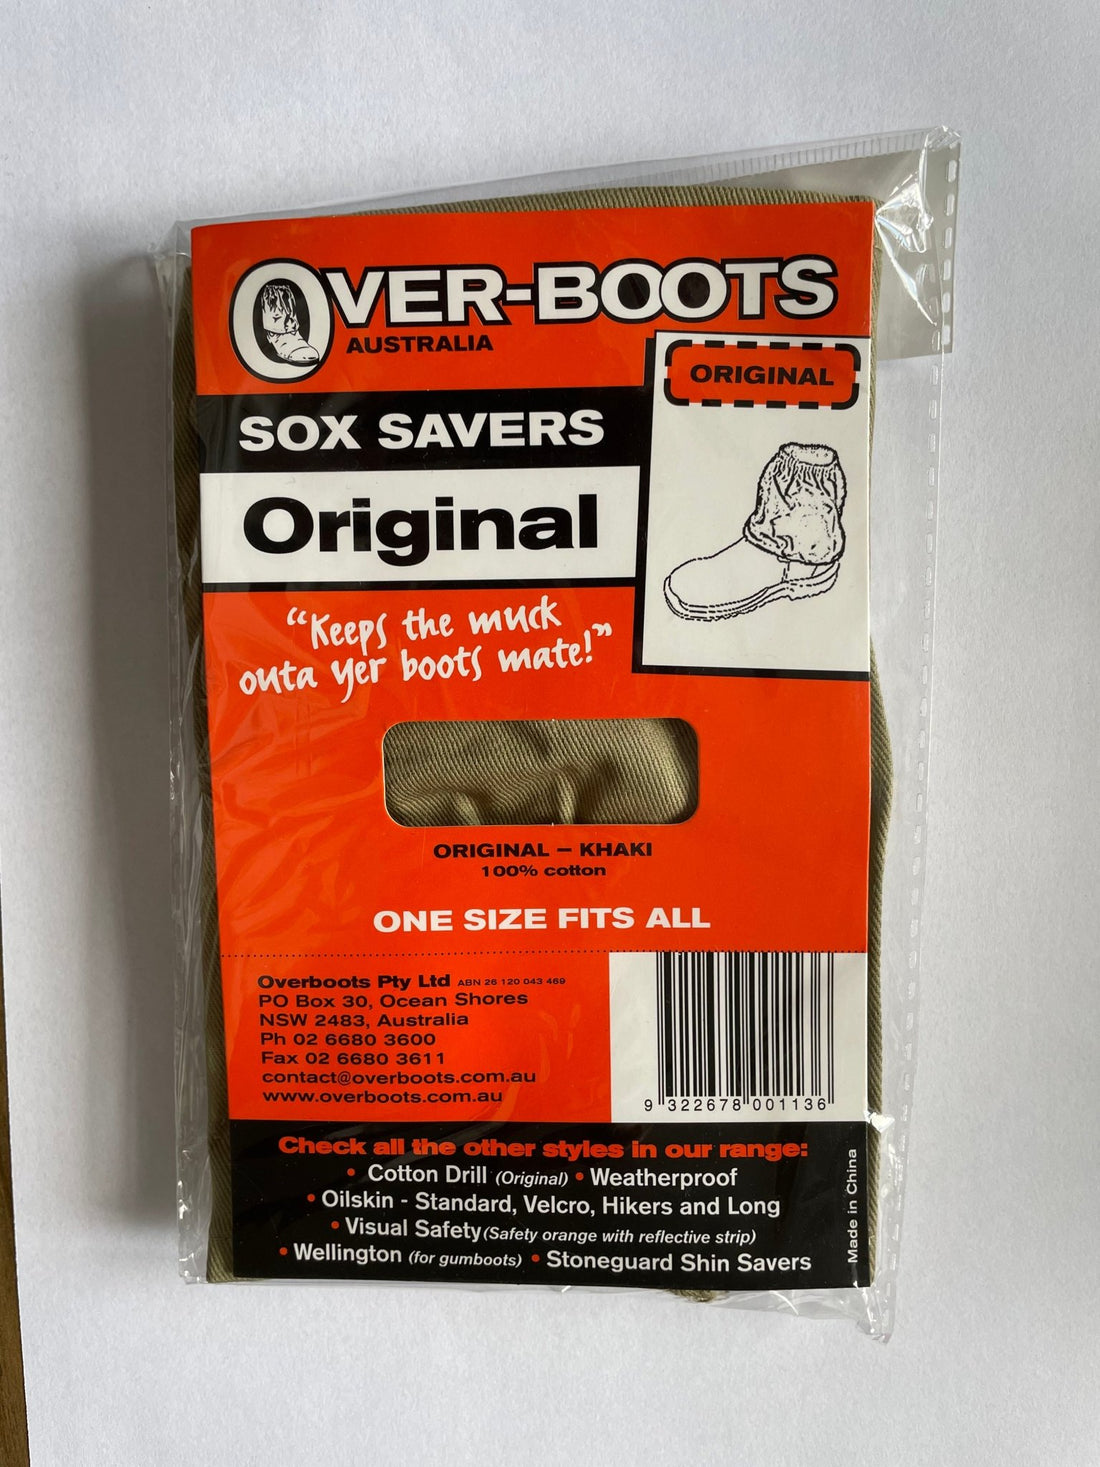 OVER-BOOTS
AUSTRALIA
ORIGINAL
SOX SAVERS
Original
“Keeps the muck
outa yer boots mate!”
ORIGINAL – KHAKI
100% cotton
ONE SIZE FITS ALL
Overboots Pty Ltd ABN 26 120 043 469
PO Box 30, Ocean Shores
NSW 2483, Australia
Ph 02 6680 3600
Fax 02 6680 3611
contact@overboots.com.au
www.overboots.com.au
9 322678 001136
Check all the other styles in our range:
• Cotton Drill (Original) • Weatherproof
• Oilskin - Standard, Velcro, Hikers and Long
• Visual Safety (Safety orange with reflective strip)
• Wellington (for gumboots) • Stoneguard Shin Savers
Made in China